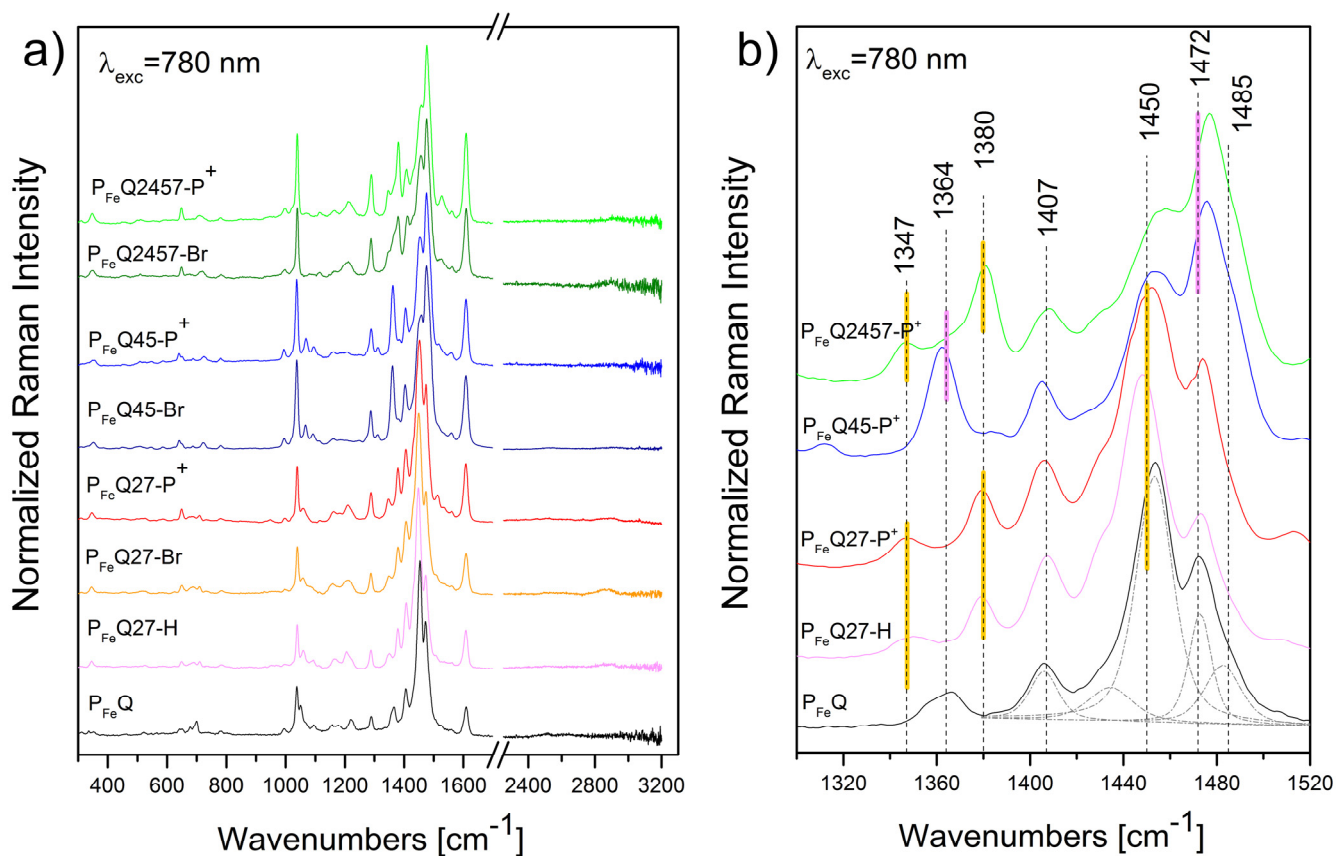 a)
λexc=780 nm
Normalized Raman Intensity
PFeQ2457-P+
PFeQ2457-Br
PFeQ45-P+
PFeQ45-Br
PFeQ27-P+
PFeQ27-Br
PFeQ27-H
PFeQ
400 600 800 1000 1200 1400 1600 2400 2600 2800 3000 3200
Wavenumbers [cm-1]
b)
λexc=780 nm
Normalized Raman Intensity
1347
1364
1380
1407
1450
1472
1485
PFeQ2457-P+
PFeQ45-P+
PFeQ27-P+
PFeQ27-H
PFeQ
1320 1360 1400 1440 1480 1520
Wavenumbers [cm-1]